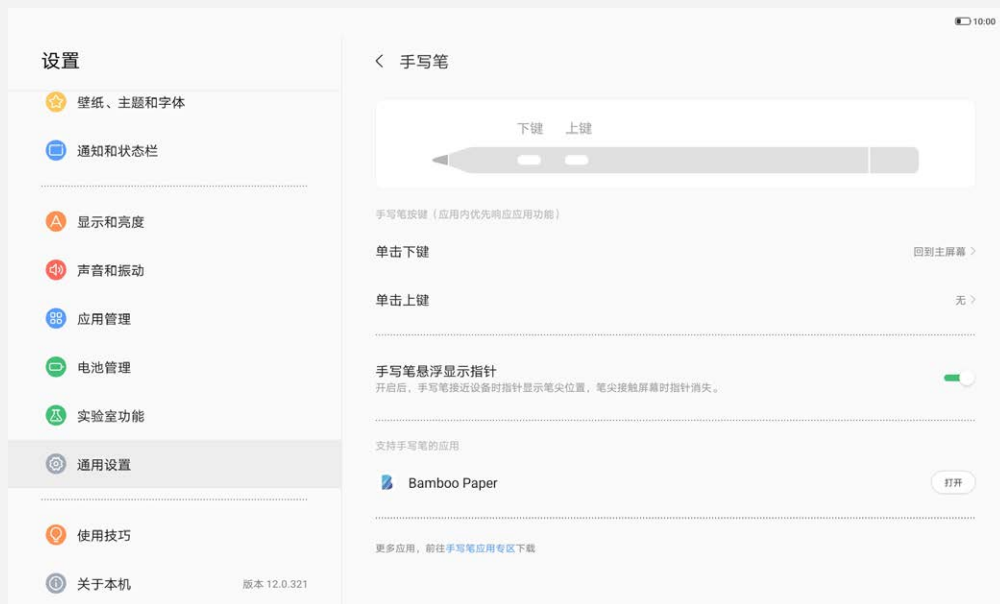 10:00
设置
壁纸、主题和字体
通知和状态栏
显示和亮度
声音和振动
应用管理
电池管理
实验室功能
通用设置
使用技巧
关于本机 版本 12.0.321
手写笔
下键 上键
手写笔按键（应用内优先响应应用功能）
单击下键 回到主屏幕
单击上键 无
手写笔悬浮显示指针
开启后，手写笔接近设备时指针显示笔尖位置，笔尖接触屏幕时指针消失。
支持手写笔的应用
Bamboo Paper 打开
更多应用，前往手写笔应用专区下载